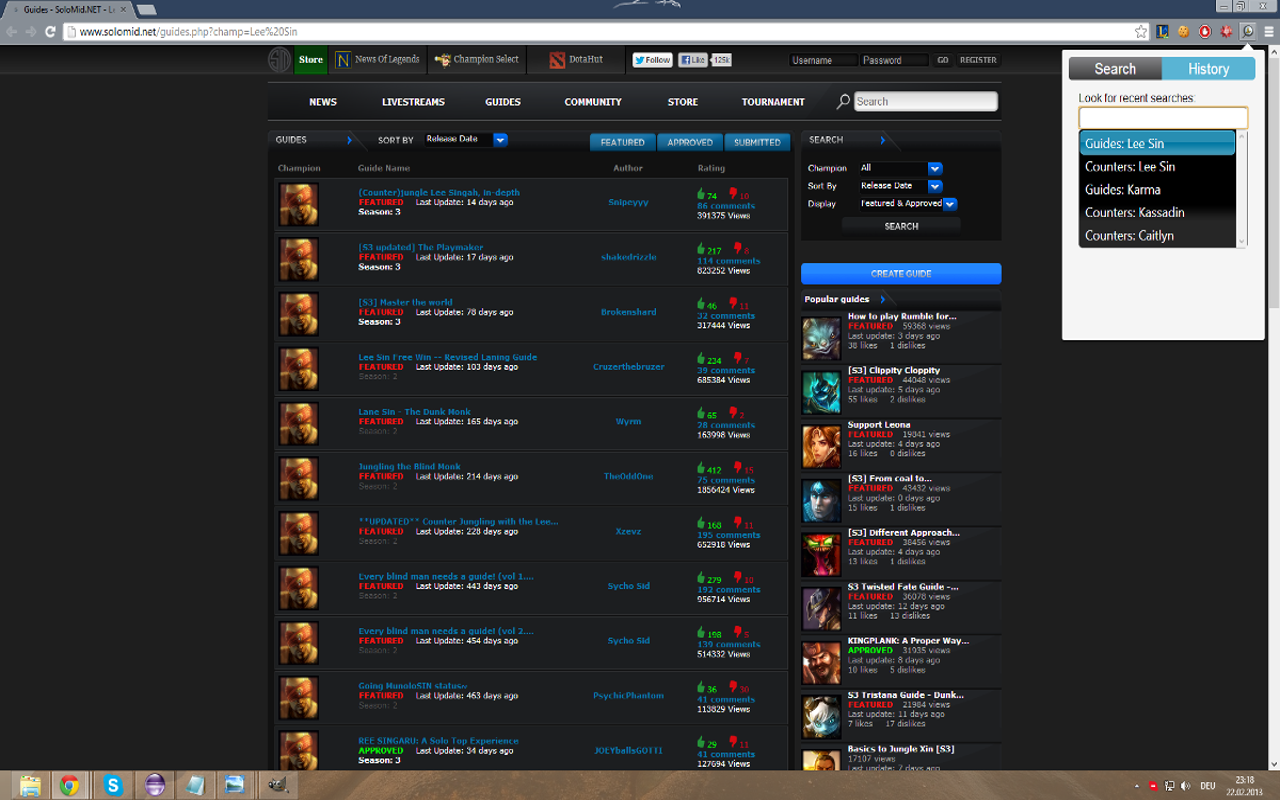 Guides - SoloMid.NET - L
www.solomid.net/guides.php?champ=Lee%20Sin
Store
N
News Of Legends
Champion Select
DotaHut
Follow
Like
125k
Username
Password
GO
REGISTER
NEWS
LIVESTREAMS
GUIDES
COMMUNITY
STORE
TOURNAMENT
Search
GUIDES
SORT BY
Release Date
FEATURED
APPROVED
SUBMITTED
Champion
Guide Name
Author
Rating
(Counter)Jungle Lee Singah, in-depth
FEATURED Last Update: 14 days ago
Season: 3
Snipeyyy
74 10
86 comments
391375 Views
[S3 updated] The Playmaker
FEATURED Last Update: 17 days ago
Season: 3
shakedrizzle
217 8
114 comments
823252 Views
[S3] Master the world
FEATURED Last Update: 78 days ago
Season: 3
Brokenshard
46 11
32 comments
317444 Views
Lee Sin Free Win -- Revised Laning Guide
FEATURED Last Update: 103 days ago
Season: 2
Cruzerthebruzer
234 7
39 comments
685384 Views
Lane Sin - The Dunk Monk
FEATURED Last Update: 165 days ago
Season: 2
Wyrm
65 2
28 comments
163998 Views
Jungling the Blind Monk
FEATURED Last Update: 214 days ago
Season: 2
TheOddOne
412 15
75 comments
1856424 Views
**UPDATED** Counter Jungling with the Lee...
FEATURED Last Update: 228 days ago
Season: 2
Xzevz
168 11
195 comments
652918 Views
Every blind man needs a guide! (vol 1....
FEATURED Last Update: 443 days ago
Season: 2
Sycho Sid
279 10
192 comments
956714 Views
Every blind man needs a guide! (vol 2....
FEATURED Last Update: 454 days ago
Season: 2
Sycho Sid
198 5
139 comments
514332 Views
Going MunoloSIN status~
FEATURED Last Update: 463 days ago
Season: 2
PsychicPhantom
36 30
41 comments
113829 Views
REE SINGARU: A Solo Top Experience
APPROVED Last Update: 34 days ago
Season: 3
JOEYballsGOTTI
29 11
41 comments
127694 Views
SEARCH
Champion All
Sort By Release Date
Display Featured & Approved
SEARCH
CREATE GUIDE
Popular guides
How to play Rumble for...
FEATURED 59368 views
Last update: 3 days ago
38 likes 1 dislikes
[S3] Clippity Cloppity
FEATURED 44048 views
Last update: 5 days ago
55 likes 2 dislikes
Support Leona
FEATURED 19841 views
Last update: 4 days ago
16 likes 0 dislikes
[S3] From coal to...
FEATURED 43432 views
Last update: 0 days ago
15 likes 1 dislikes
[S3] Different Approach...
FEATURED 38456 views
Last update: 4 days ago
13 likes 1 dislikes
S3 Twisted Fate Guide -...
FEATURED 36078 views
Last update: 12 days ago
11 likes 13 dislikes
KINGPLANK: A Proper Way...
APPROVED 31935 views
Last update: 8 days ago
10 likes 5 dislikes
S3 Tristana Guide - Dunk...
FEATURED 21984 views
Last update: 11 days ago
7 likes 17 dislikes
Basics to Jungle Xin [S3]
17107 views
Last update: 7 days ago
Search
History
Look for recent searches:
Guides: Lee Sin
Counters: Lee Sin
Guides: Karma
Counters: Kassadin
Counters: Caitlyn
DEU
23:18
22.02.2013